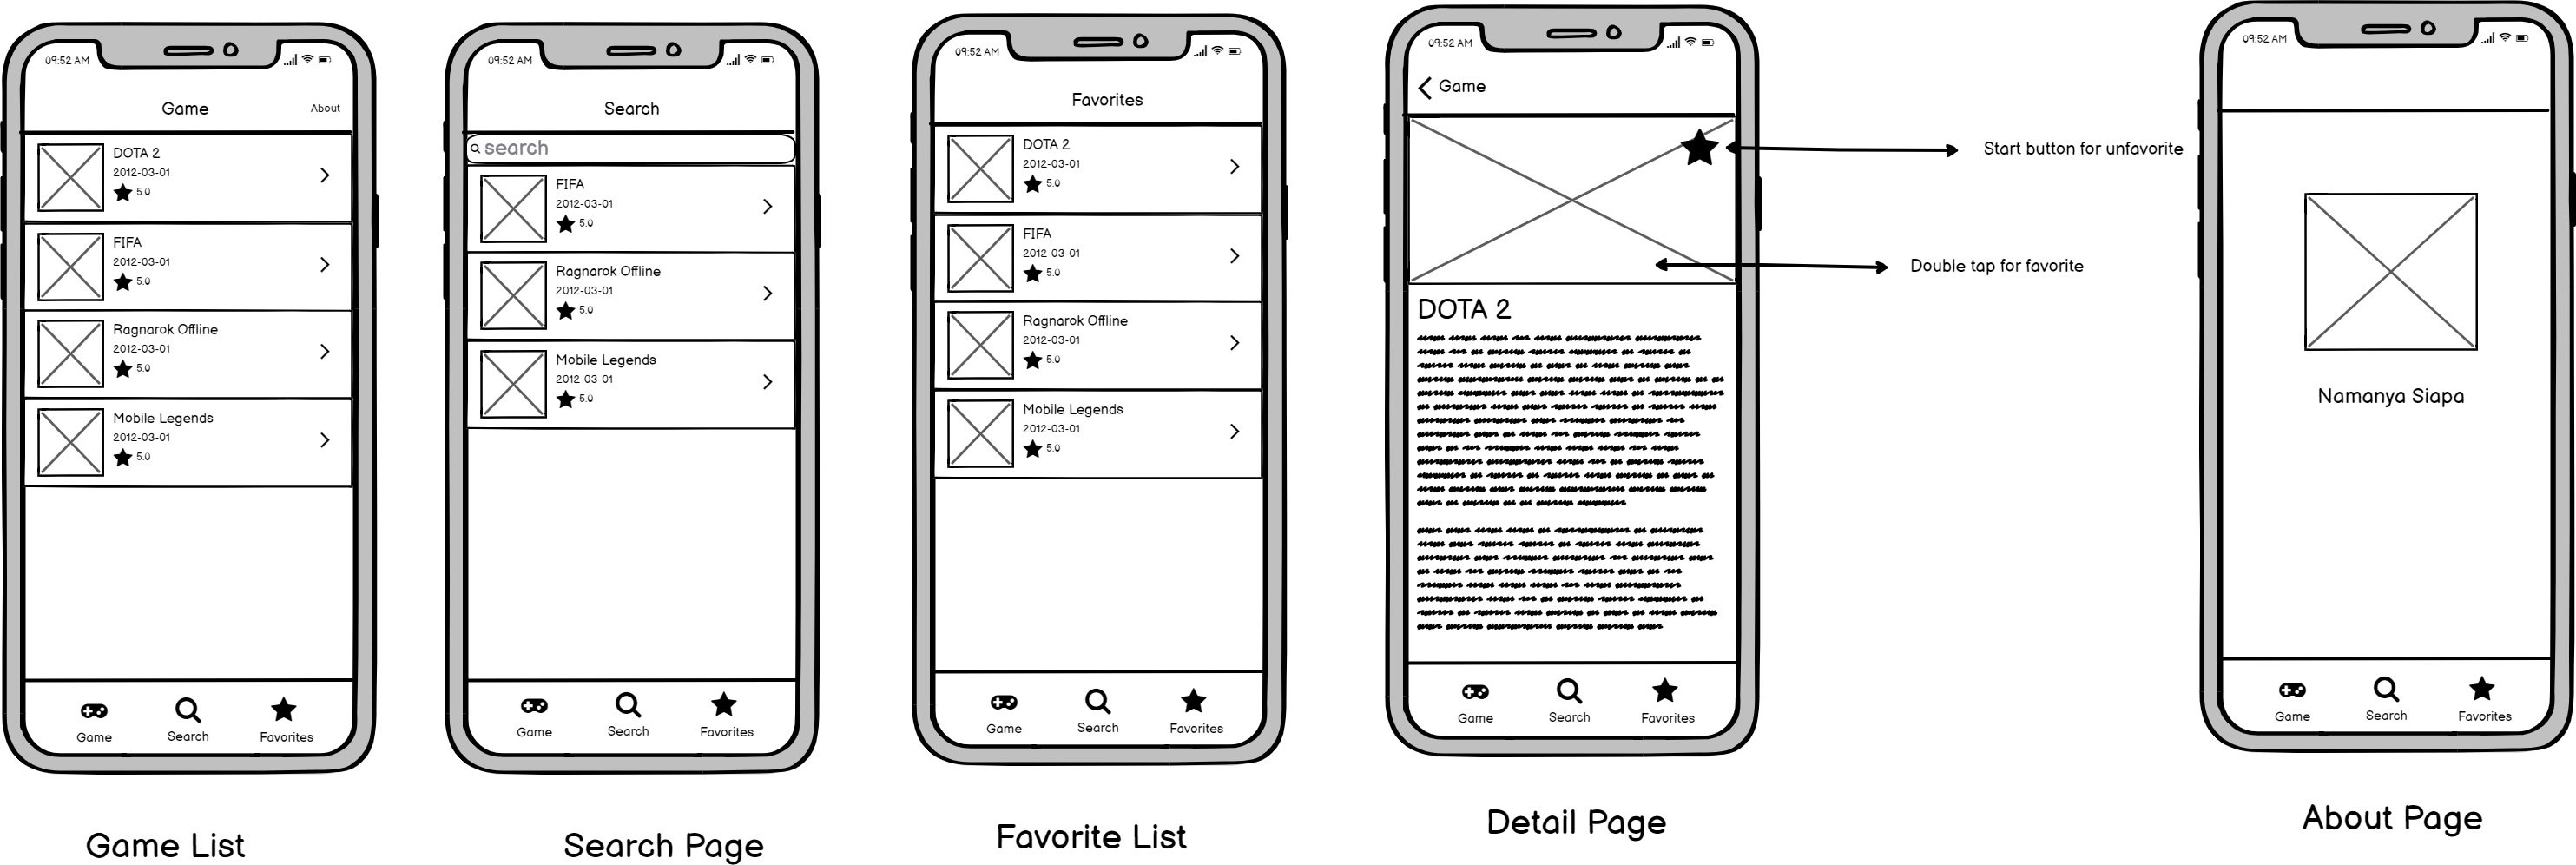 09:52 AM
Game
About
DOTA 2
2012-03-01
5.0
FIFA
2012-03-01
5.0
Ragnarok Offline
2012-03-01
5.0
Mobile Legends
2012-03-01
5.0
Game
Search
Favorites
Game List
09:52 AM
Search
search
FIFA
2012-03-01
5.0
Ragnarok Offline
2012-03-01
5.0
Mobile Legends
2012-03-01
5.0
Game
Search
Favorites
Search Page
09:52 AM
Favorites
DOTA 2
2012-03-01
5.0
FIFA
2012-03-01
5.0
Ragnarok Offline
2012-03-01
5.0
Mobile Legends
2012-03-01
5.0
Game
Search
Favorites
Favorite List
09:52 AM
Game
Start button for unfavorite
Double tap for favorite
DOTA 2
Game
Search
Favorites
Detail Page
09:52 AM
Namanya Siapa
Game
Search
Favorites
About Page